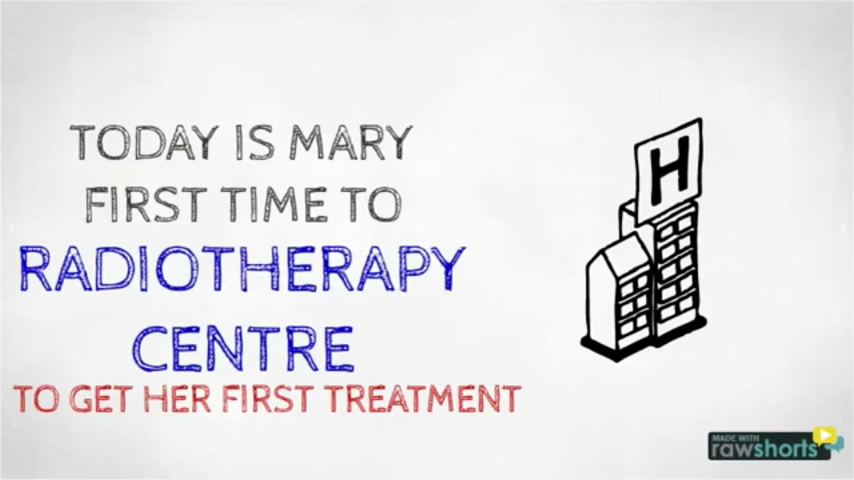 TODAY IS MARY
FIRST TIME TO
RADIOTHERAPY
CENTRE
TO GET HER FIRST TREATMENT
H
MADE WITH
rawshorts